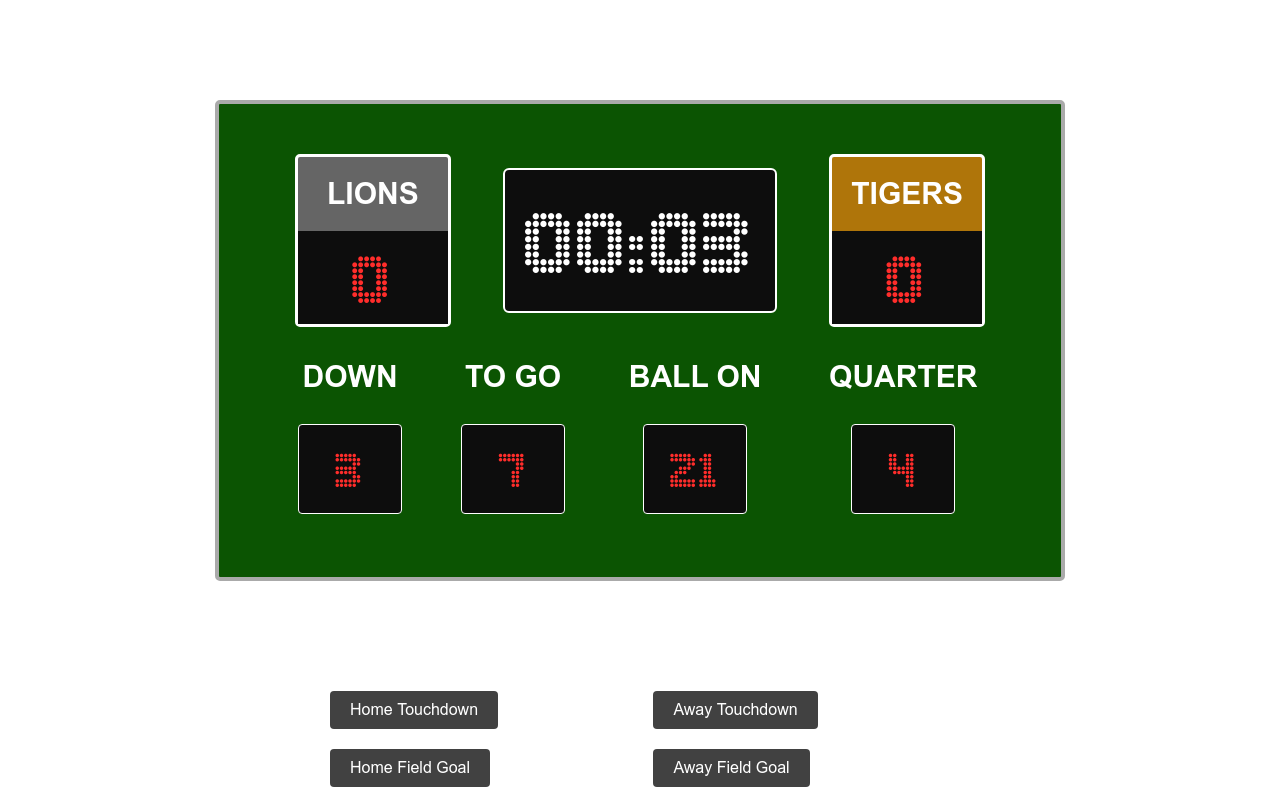 LIONS
0
00:03
TIGERS
0
DOWN TO GO BALL ON QUARTER
3 7 21 4
Home Touchdown Away Touchdown
Home Field Goal Away Field Goal